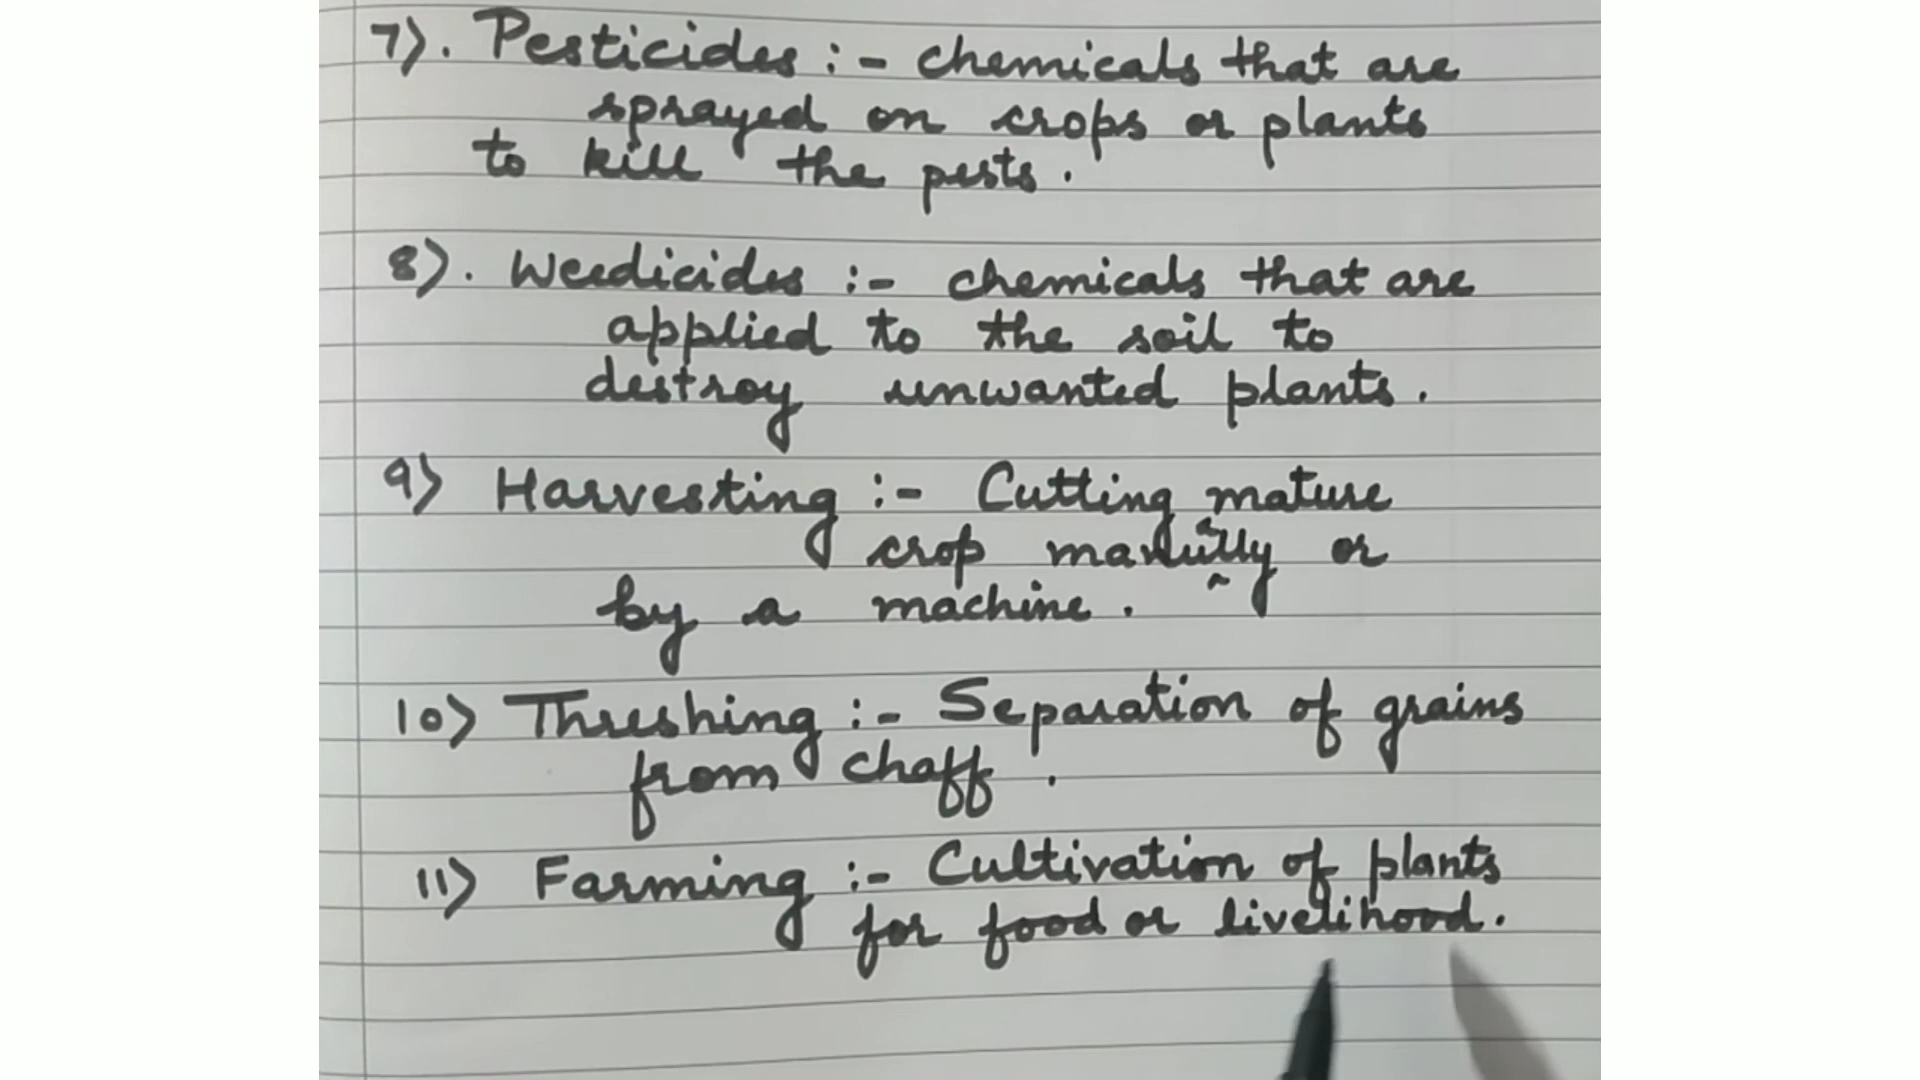 7). Pesticides :- chemicals that are
sprayed on crops or plants
to kill the pests.
8). Weedicides :- chemicals that are
applied to the soil to
destroy unwanted plants.
9) Harvesting :- Cutting mature
crop manually or
by a machine.
10) Threshing :- Separation of grains
from chaff.
11) Farming :- Cultivation of plants
for food or livelihood.